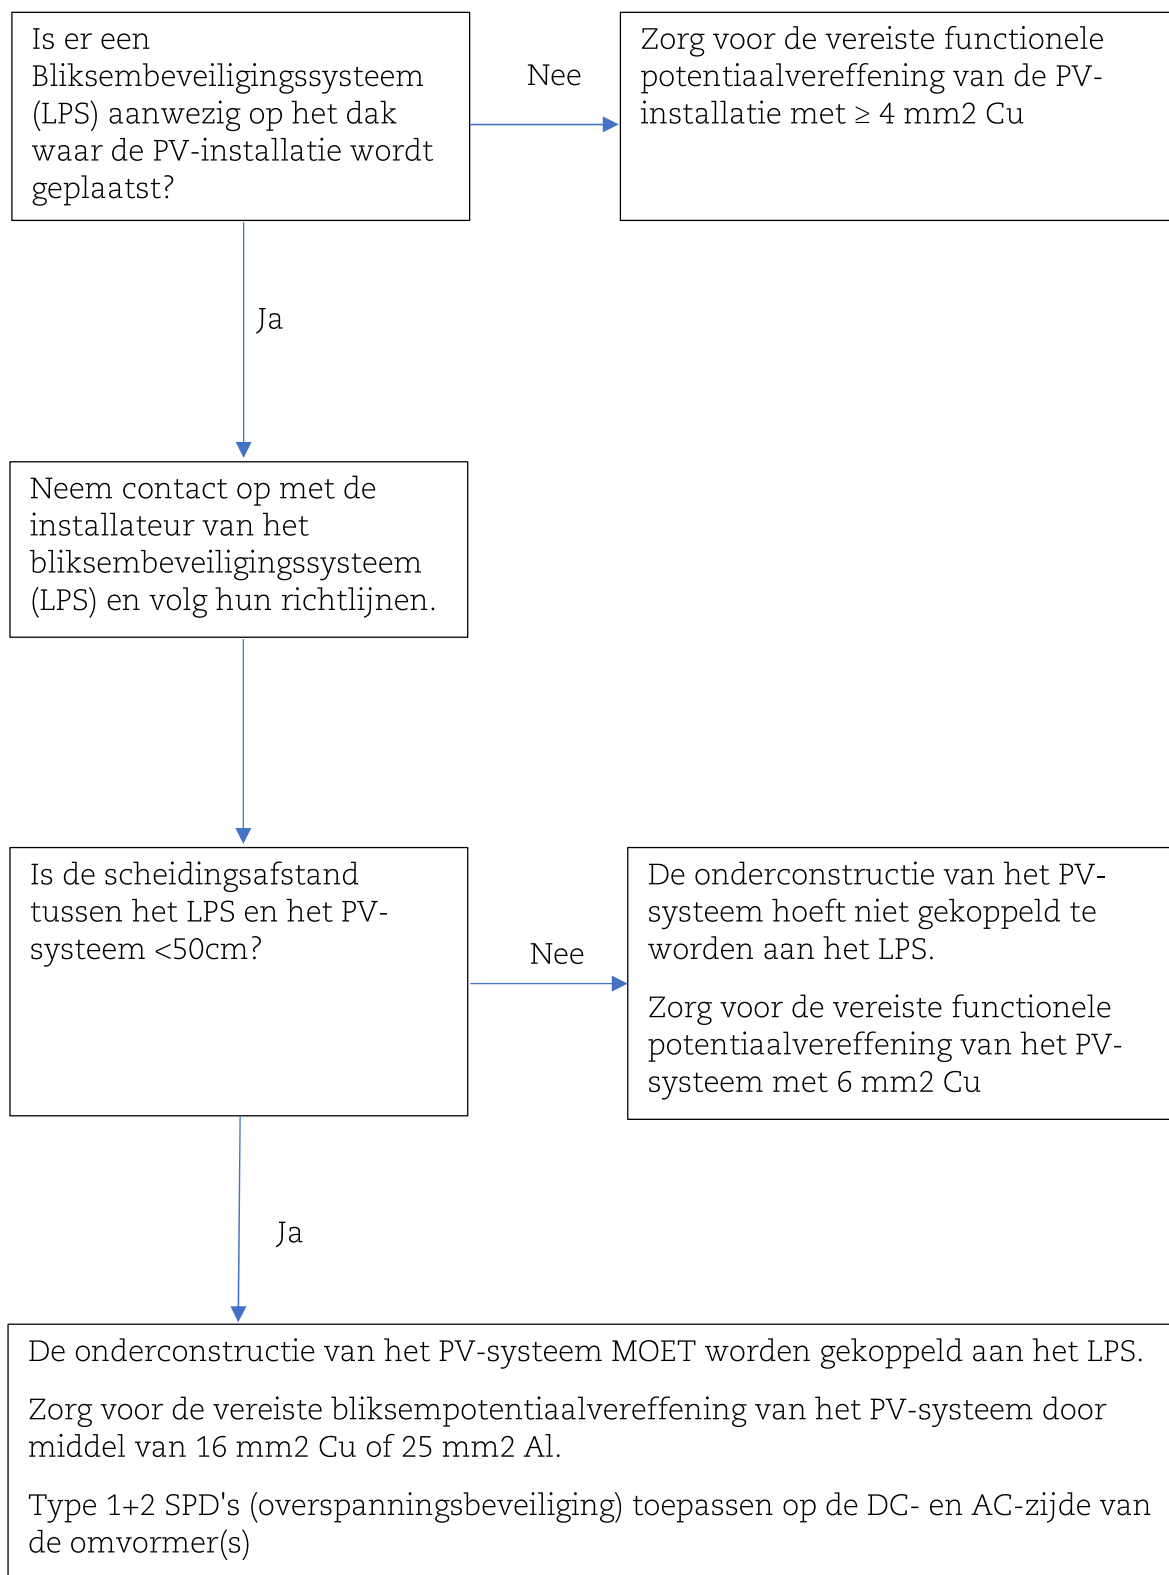 Is er een
Bliksembeveiligingssysteem
(LPS) aanwezig op het dak
waar de PV-installatie wordt
geplaatst?
Nee
Zorg voor de vereiste functionele
potentiaalvereffening van de PV-
installatie met ≥ 4 mm2 Cu
Ja
Neem contact op met de
installateur van het
bliksembeveiligingssysteem
(LPS) en volg hun richtlijnen.
Is de scheidingsafstand
tussen het LPS en het PV-
systeem <50cm?
Nee
De onderconstructie van het PV-
systeem hoeft niet gekoppeld te
worden aan het LPS.
Zorg voor de vereiste functionele
potentiaalvereffening van het PV-
systeem met 6 mm2 Cu
Ja
De onderconstructie van het PV-systeem MOET worden gekoppeld aan het LPS.
Zorg voor de vereiste bliksempotentiaalvereffening van het PV-systeem door
middel van 16 mm2 Cu of 25 mm2 Al.
Type 1+2 SPD's (overspanningsbeveiliging) toepassen op de DC- en AC-zijde van
de omvormer(s)